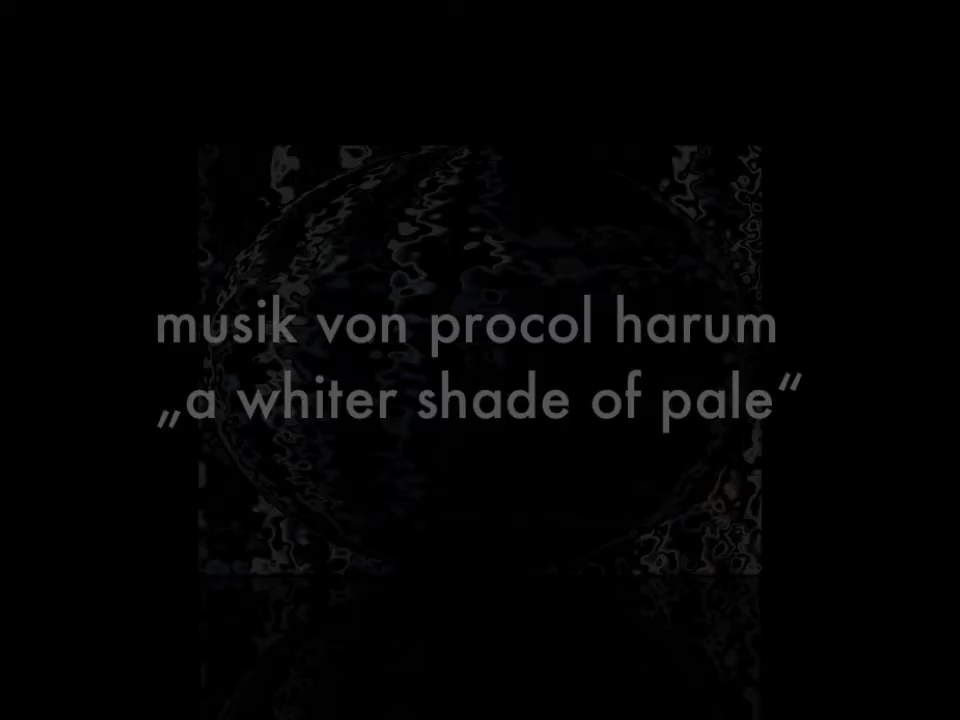 musik von procol harum
„a whiter shade of pale“